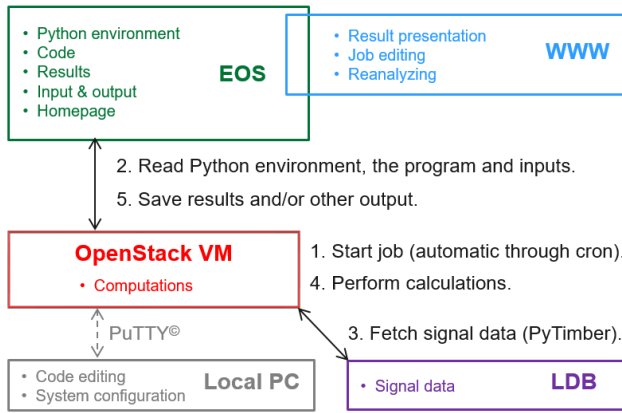 • Python environment
• Code
• Results
• Input & output
• Homepage
EOS
• Result presentation
• Job editing
• Reanalyzing
WWW
2. Read Python environment, the program and inputs.
5. Save results and/or other output.
OpenStack VM
• Computations
1. Start job (automatic through cron).
4. Perform calculations.
PuTTY©
3. Fetch signal data (PyTimber).
• Code editing
• System configuration
Local PC
• Signal data
LDB